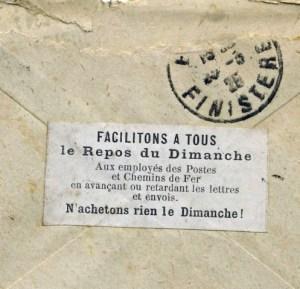 FINISTERE
FACILITONS A TOUS
le Repos du Dimanche
Aux employés des Postes
et Chemins de Fer
en avançant ou retardant les lettres
et envois.
N'achetons rien le Dimanche!